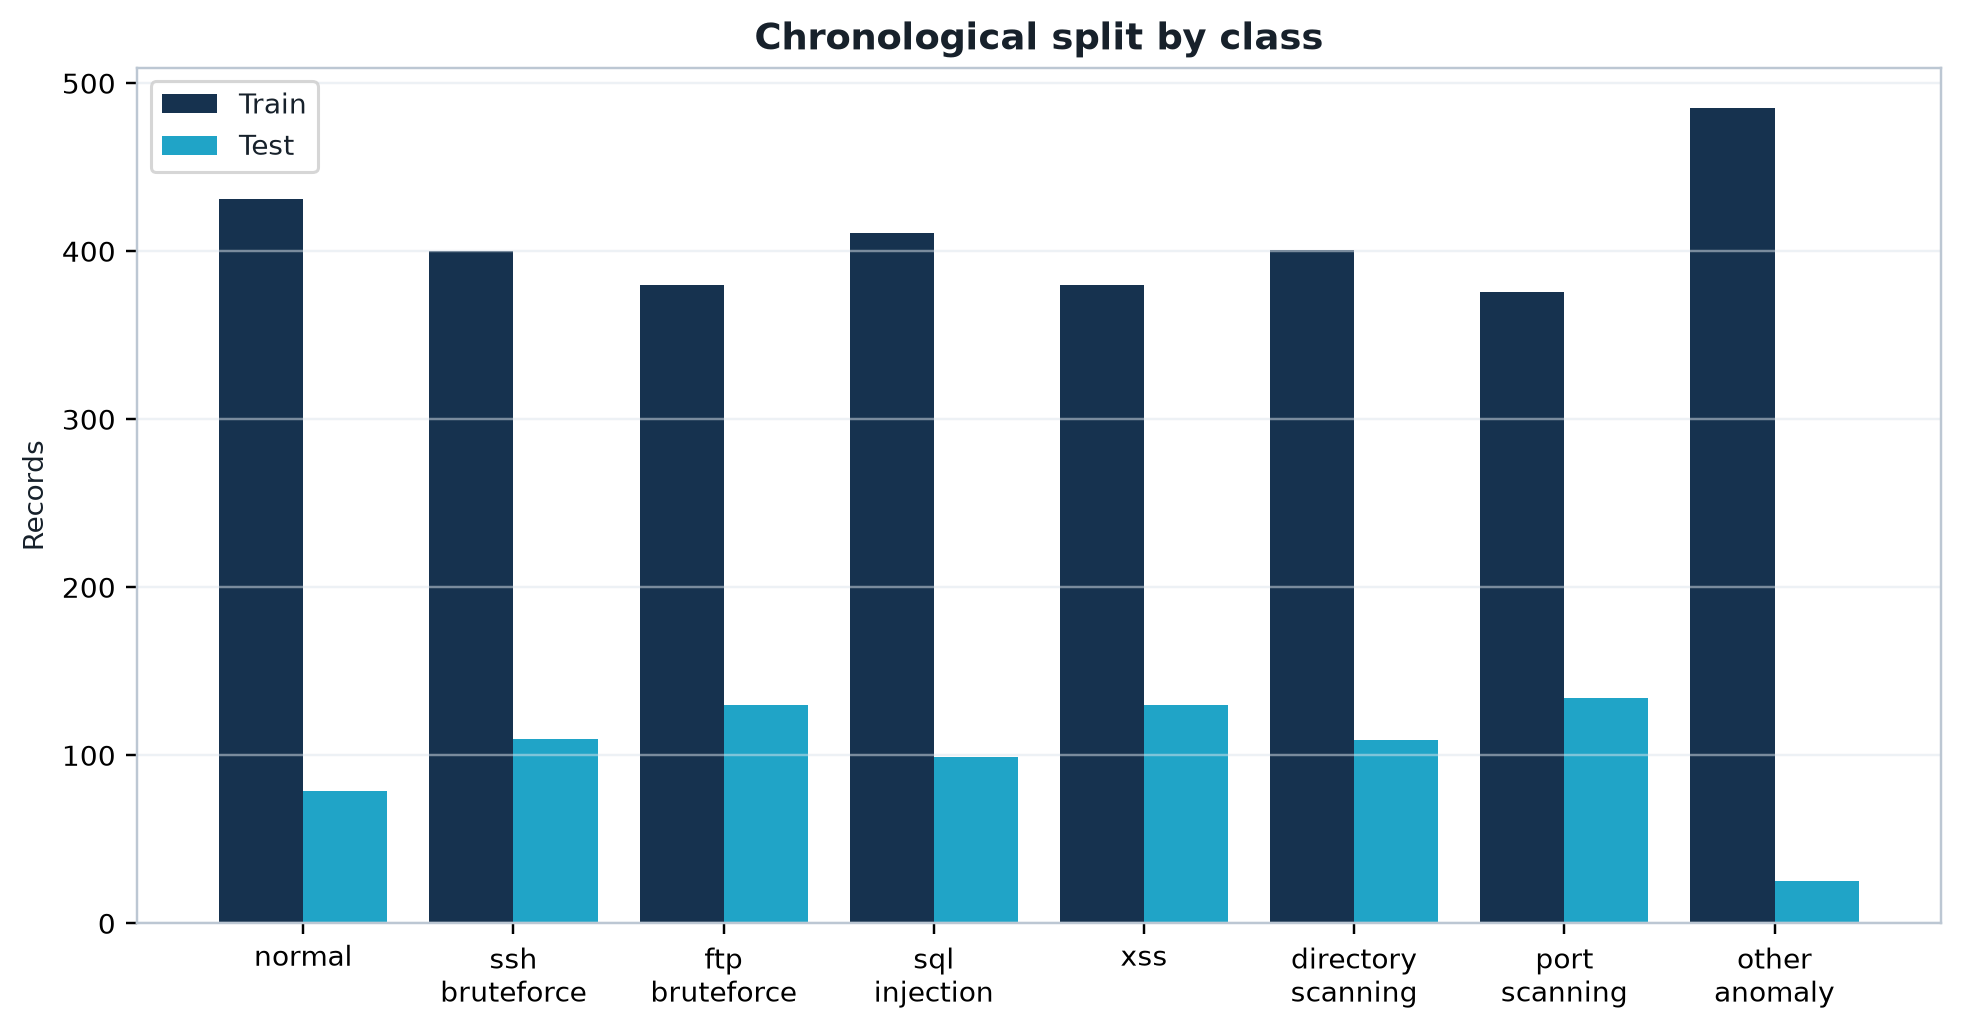 Chronological split by class
Train
Test
Records
500
400
300
200
100
0
normal
ssh
bruteforce
ftp
bruteforce
sql
injection
xss
directory
scanning
port
scanning
other
anomaly